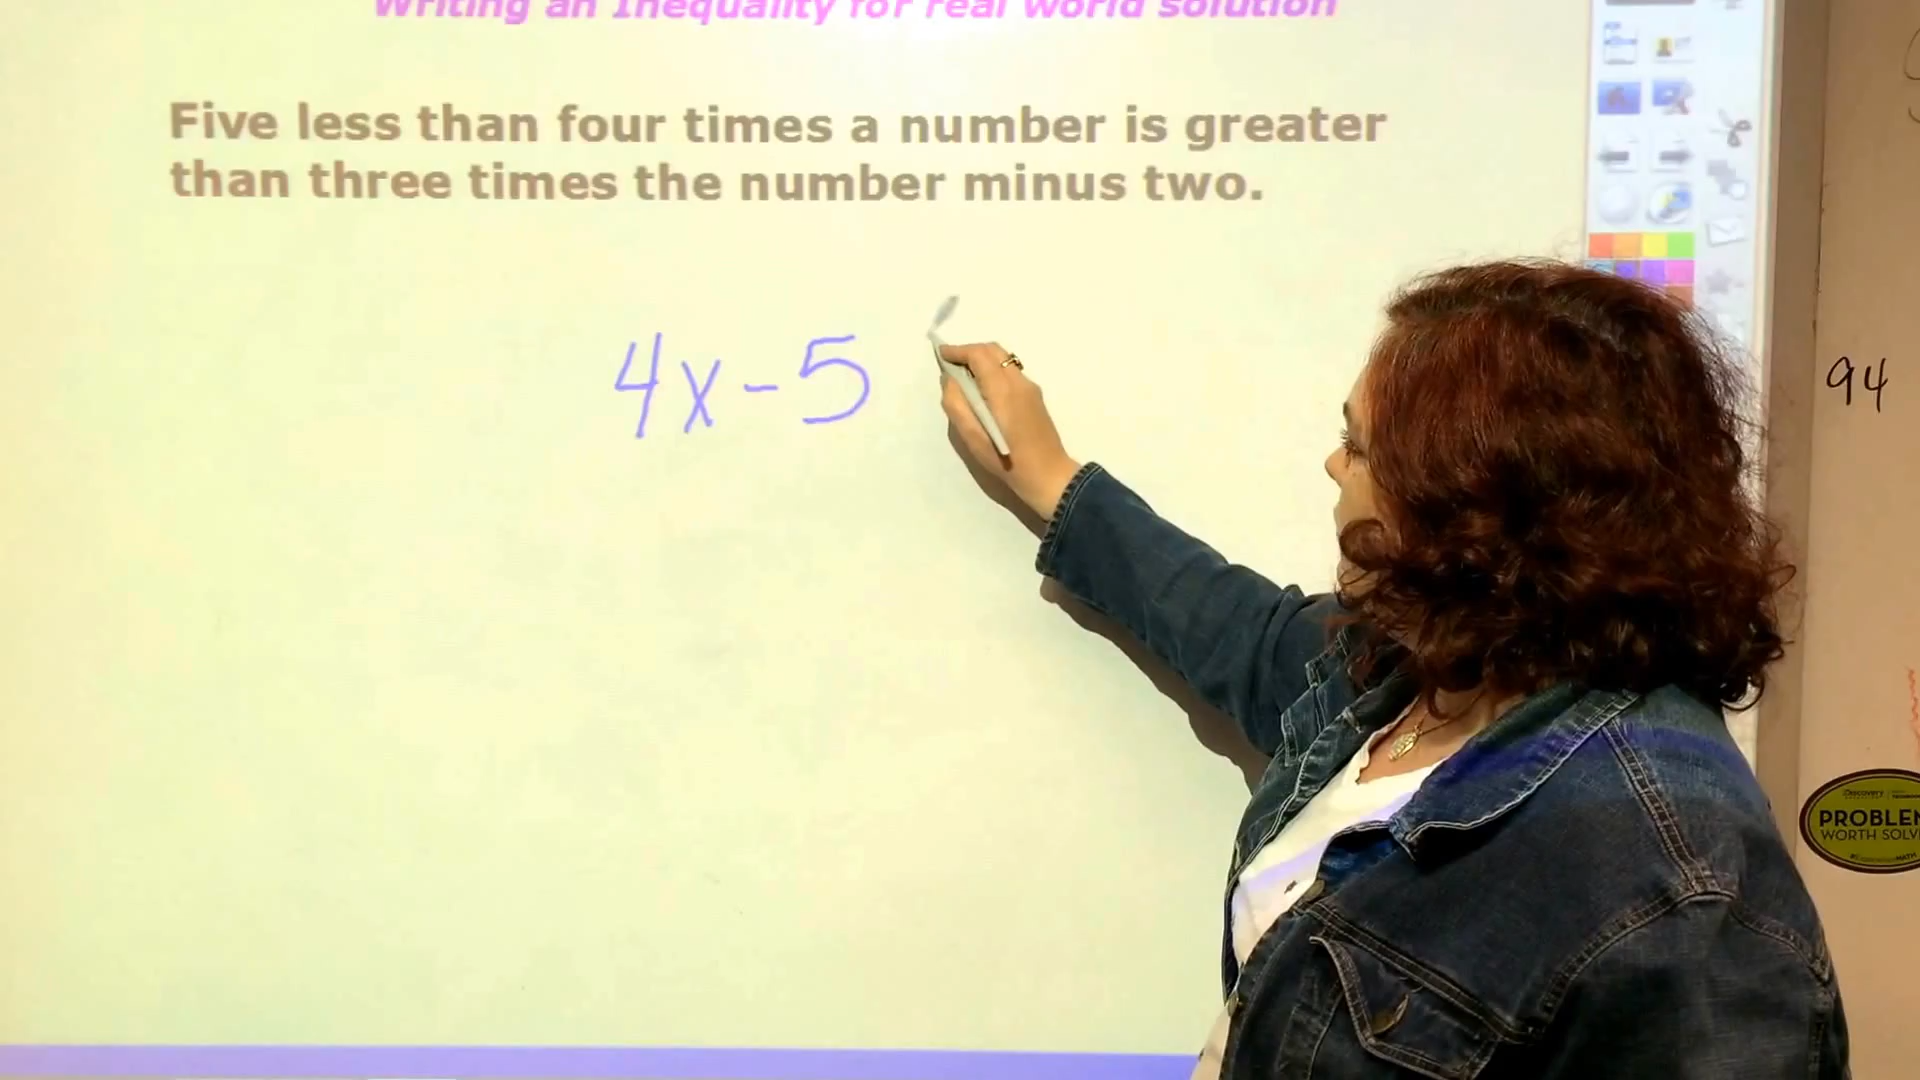 Writing an Inequality for real world solution
Five less than four times a number is greater
than three times the number minus two.
4x-5
94
Discovery
PROBLEM
WORTH SOLV